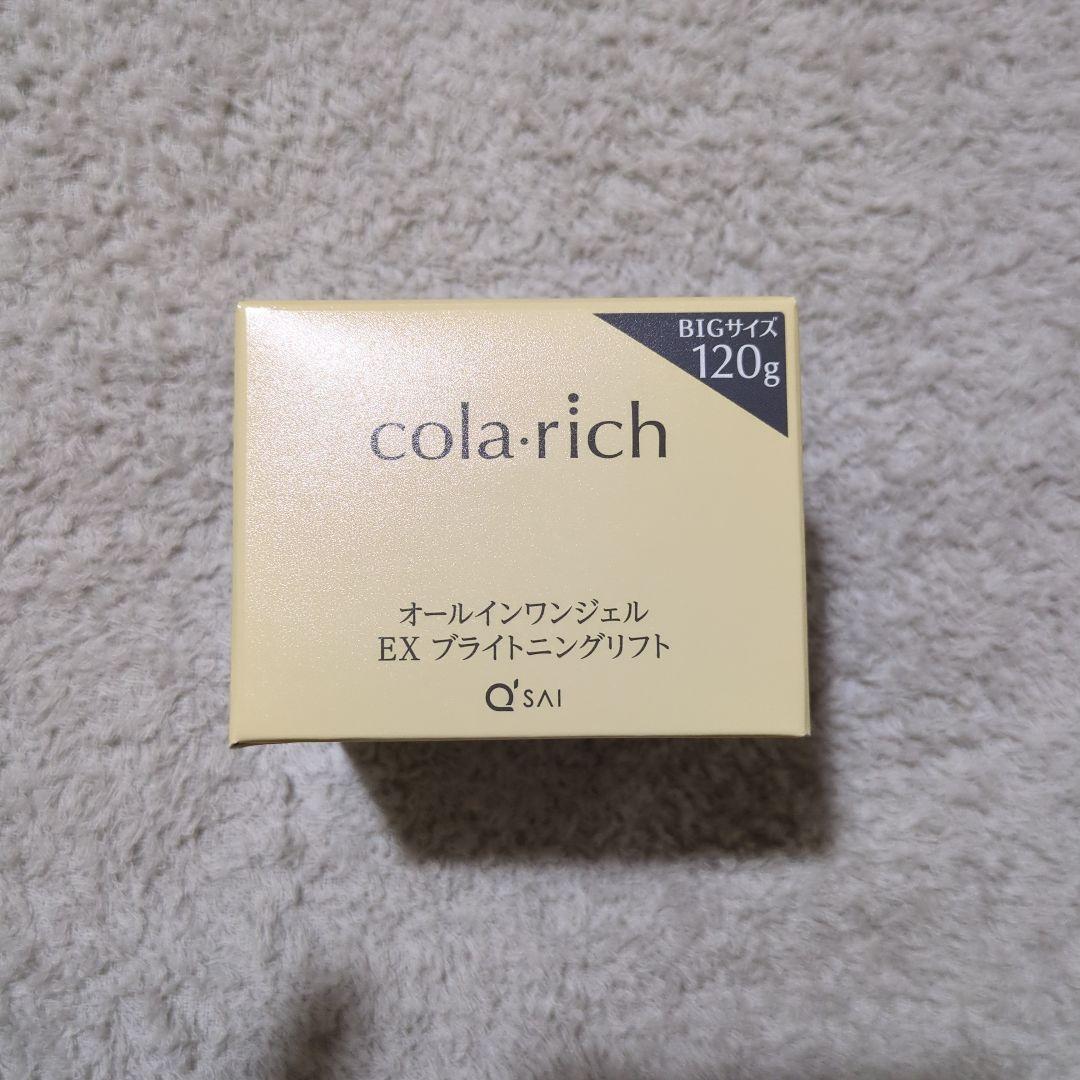 BIGサイズ
120g
cola・rich
オールインワンジェル
EX ブライトニングリフト
Q'SAI